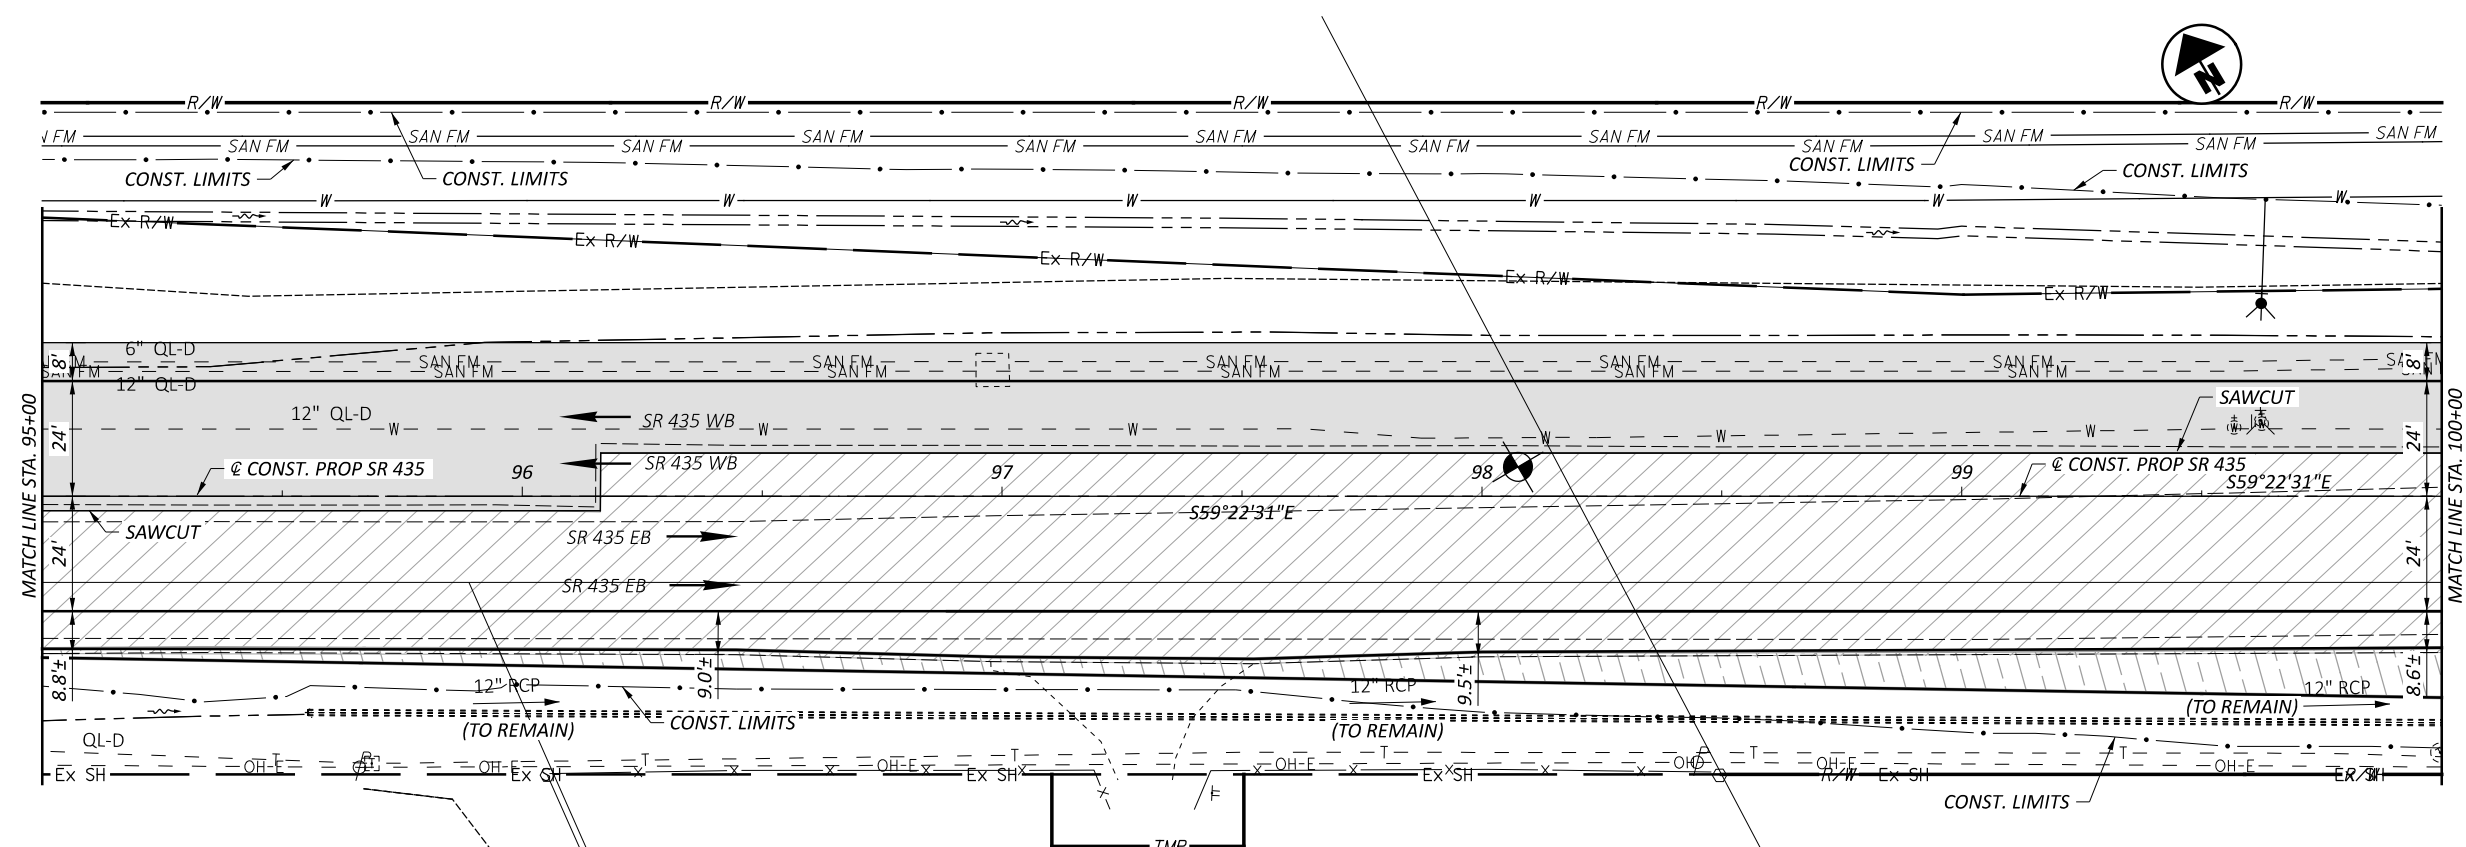 N
R/W R/W R/W R/W R/W
SAN FM SAN FM SAN FM SAN FM SAN FM SAN FM SAN FM
SAN FM SAN FM SAN FM SAN FM SAN FM SAN FM
CONST. LIMITS CONST. LIMITS CONST. LIMITS CONST. LIMITS
W W W W W W
Ex R/W Ex R/W Ex R/W Ex R/W Ex R/W
6" QL-D
8' 8'
SAN FM SAN FM SAN FM SAN FM SAN FM
SAN FM SAN FM SAN FM SAN FM SAN FM
12" QL-D
12" QL-D
SAWCUT
SR 435 WB
W W W W W W
MATCH LINE STA. 95+00
24' 24'
MATCH LINE STA. 100+00
℄ CONST. PROP SR 435
SR 435 WB
℄ CONST. PROP SR 435
96 97 98 99
S59°22'31"E
S59°22'31"E
SAWCUT
SR 435 EB
24' 24'
SR 435 EB
8.8'± 9.0'± 9.5'± 8.6'±
12" RCP 12" RCP 12" RCP
(TO REMAIN)
CONST. LIMITS
(TO REMAIN) (TO REMAIN)
QL-D
T T T T T T
OH-E OH-E OH-E OH-E OH-E OH-E
Ex SH Ex SH Ex SH Ex SH R/W Ex SH
CONST. LIMITS